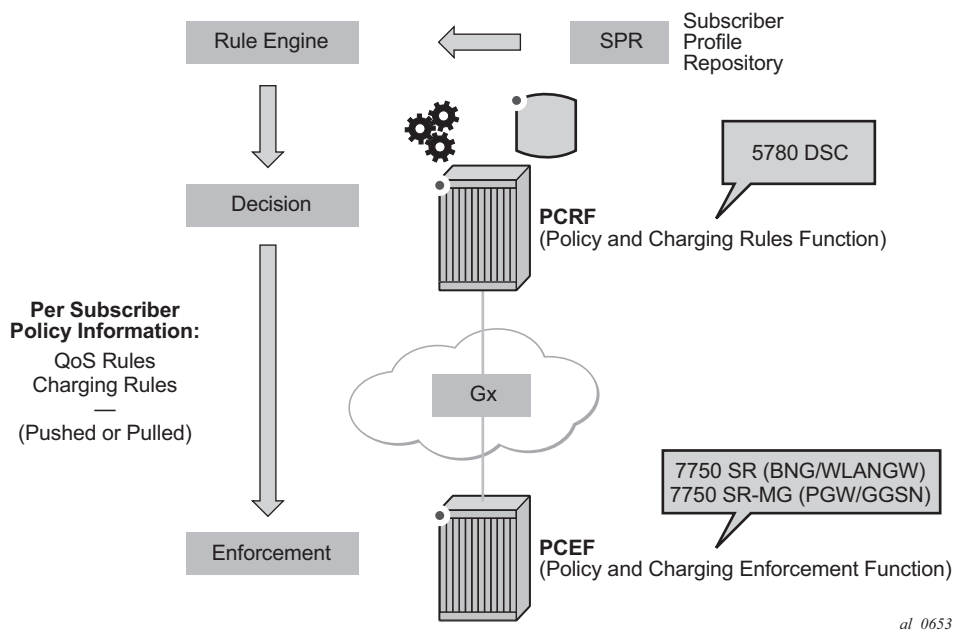 Rule Engine
SPR
Subscriber
Profile
Repository
5780 DSC
Decision
PCRF
(Policy and Charging Rules Function)
Per Subscriber
Policy Information:
QoS Rules
Charging Rules
—
(Pushed or Pulled)
Gx
7750 SR (BNG/WLANGW)
7750 SR-MG (PGW/GGSN)
Enforcement
PCEF
(Policy and Charging Enforcement Function)
al_0653